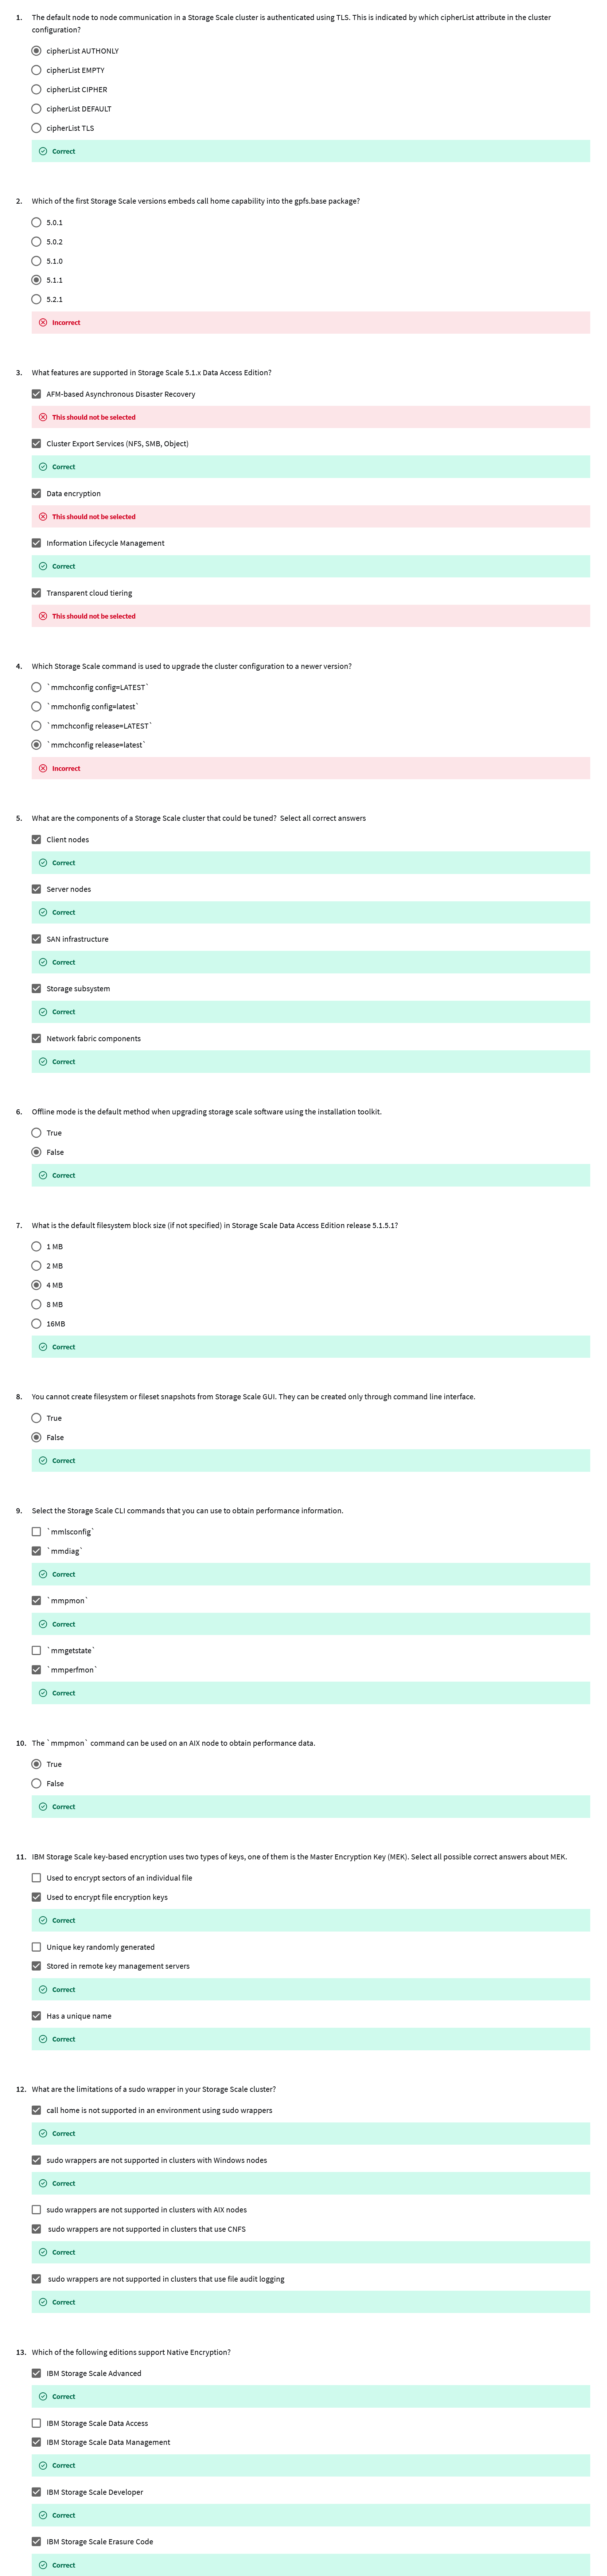 1. The default node to node communication in a Storage Scale cluster is authenticated using TLS. This is indicated by which cipherList attribute in the cluster
configuration?
cipherList AUTHONLY
cipherList EMPTY
cipherList CIPHER
cipherList DEFAULT
cipherList TLS
Correct
2. Which of the first Storage Scale versions embeds call home capability into the gpfs.base package?
5.0.1
5.0.2
5.1.0
5.1.1
5.2.1
Incorrect
3. What features are supported in Storage Scale 5.1.x Data Access Edition?
AFM-based Asynchronous Disaster Recovery
This should not be selected
Cluster Export Services (NFS, SMB, Object)
Correct
Data encryption
This should not be selected
Information Lifecycle Management
Correct
Transparent cloud tiering
This should not be selected
4. Which Storage Scale command is used to upgrade the cluster configuration to a newer version?
`mmchconfig config=LATEST`
`mmchonfig config=latest`
`mmchconfig release=LATEST`
`mmchconfig release=latest`
Incorrect
5. What are the components of a Storage Scale cluster that could be tuned? Select all correct answers
Client nodes
Correct
Server nodes
Correct
SAN infrastructure
Correct
Storage subsystem
Correct
Network fabric components
Correct
6. Offline mode is the default method when upgrading storage scale software using the installation toolkit.
True
False
Correct
7. What is the default filesystem block size (if not specified) in Storage Scale Data Access Edition release 5.1.5.1?
1 MB
2 MB
4 MB
8 MB
16MB
Correct
8. You cannot create filesystem or fileset snapshots from Storage Scale GUI. They can be created only through command line interface.
True
False
Correct
9. Select the Storage Scale CLI commands that you can use to obtain performance information.
`mmlsconfig`
`mmdiag`
Correct
`mmpmon`
Correct
`mmgetstate`
`mmperfmon`
Correct
10. The `mmpmon` command can be used on an AIX node to obtain performance data.
True
False
Correct
11. IBM Storage Scale key-based encryption uses two types of keys, one of them is the Master Encryption Key (MEK). Select all possible correct answers about MEK.
Used to encrypt sectors of an individual file
Used to encrypt file encryption keys
Correct
Unique key randomly generated
Stored in remote key management servers
Correct
Has a unique name
Correct
12. What are the limitations of a sudo wrapper in your Storage Scale cluster?
call home is not supported in an environment using sudo wrappers
Correct
sudo wrappers are not supported in clusters with Windows nodes
Correct
sudo wrappers are not supported in clusters with AIX nodes
sudo wrappers are not supported in clusters that use CNFS
Correct
sudo wrappers are not supported in clusters that use file audit logging
Correct
13. Which of the following editions support Native Encryption?
IBM Storage Scale Advanced
Correct
IBM Storage Scale Data Access
IBM Storage Scale Data Management
Correct
IBM Storage Scale Developer
Correct
IBM Storage Scale Erasure Code
Correct